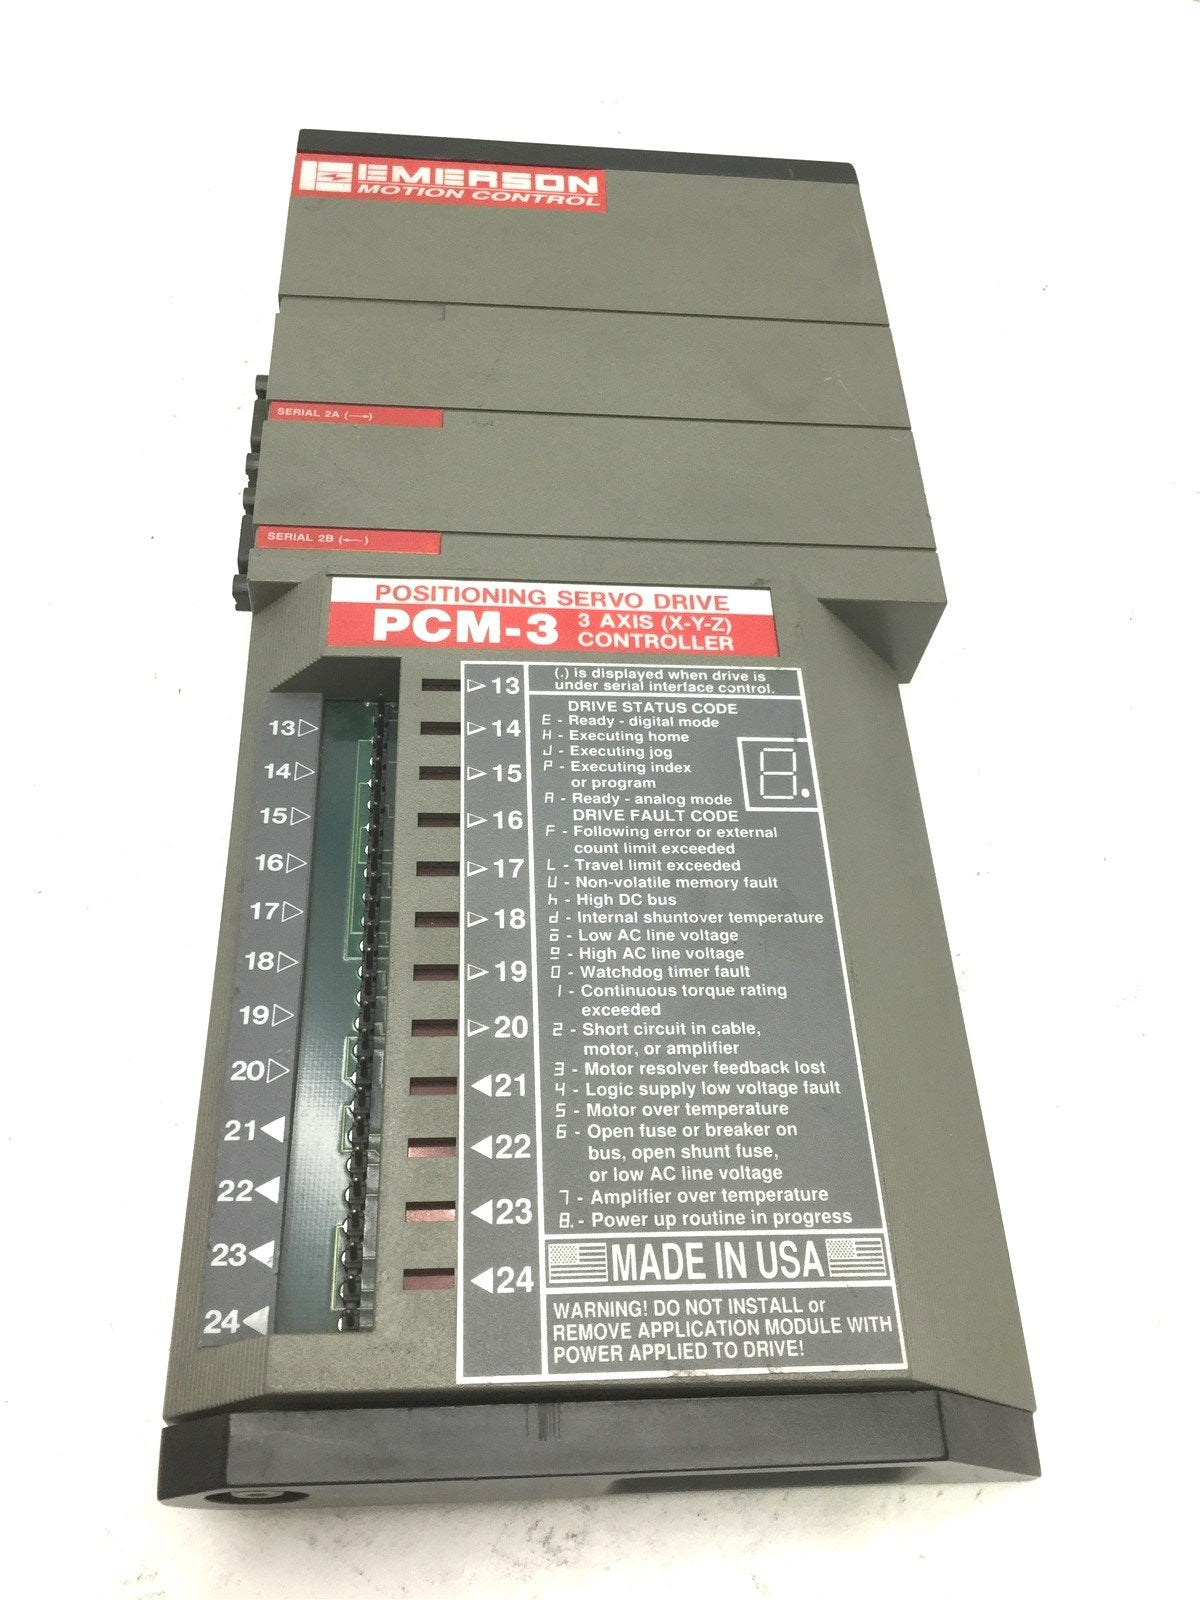 EMERSON
MOTION CONTROL
SERIAL 2A (→)
SERIAL 2B (←)
POSITIONING SERVO DRIVE
PCM-3 3 AXIS (X-Y-Z)
CONTROLLER
13▷
14▷
15▷
16▷
17▷
18▷
19▷
20▷
21◀
22◀
23◀
24◀
▷13
▷14
▷15
▷16
▷17
▷18
▷19
▷20
◀21
◀22
◀23
◀24
(.) is displayed when drive is
under serial interface control.
DRIVE STATUS CODE
E - Ready - digital mode
H - Executing home
J - Executing jog
P - Executing index
or program
A - Ready - analog mode
8.
DRIVE FAULT CODE
F - Following error or external
count limit exceeded
L - Travel limit exceeded
U - Non-volatile memory fault
h - High DC bus
d - Internal shuntover temperature
o̅ - Low AC line voltage
o̲ - High AC line voltage
0 - Watchdog timer fault
1 - Continuous torque rating
exceeded
2 - Short circuit in cable,
motor, or amplifier
3 - Motor resolver feedback lost
4 - Logic supply low voltage fault
5 - Motor over temperature
6 - Open fuse or breaker on
bus, open shunt fuse,
or low AC line voltage
7 - Amplifier over temperature
8. - Power up routine in progress
MADE IN USA
WARNING! DO NOT INSTALL or
REMOVE APPLICATION MODULE WITH
POWER APPLIED TO DRIVE!